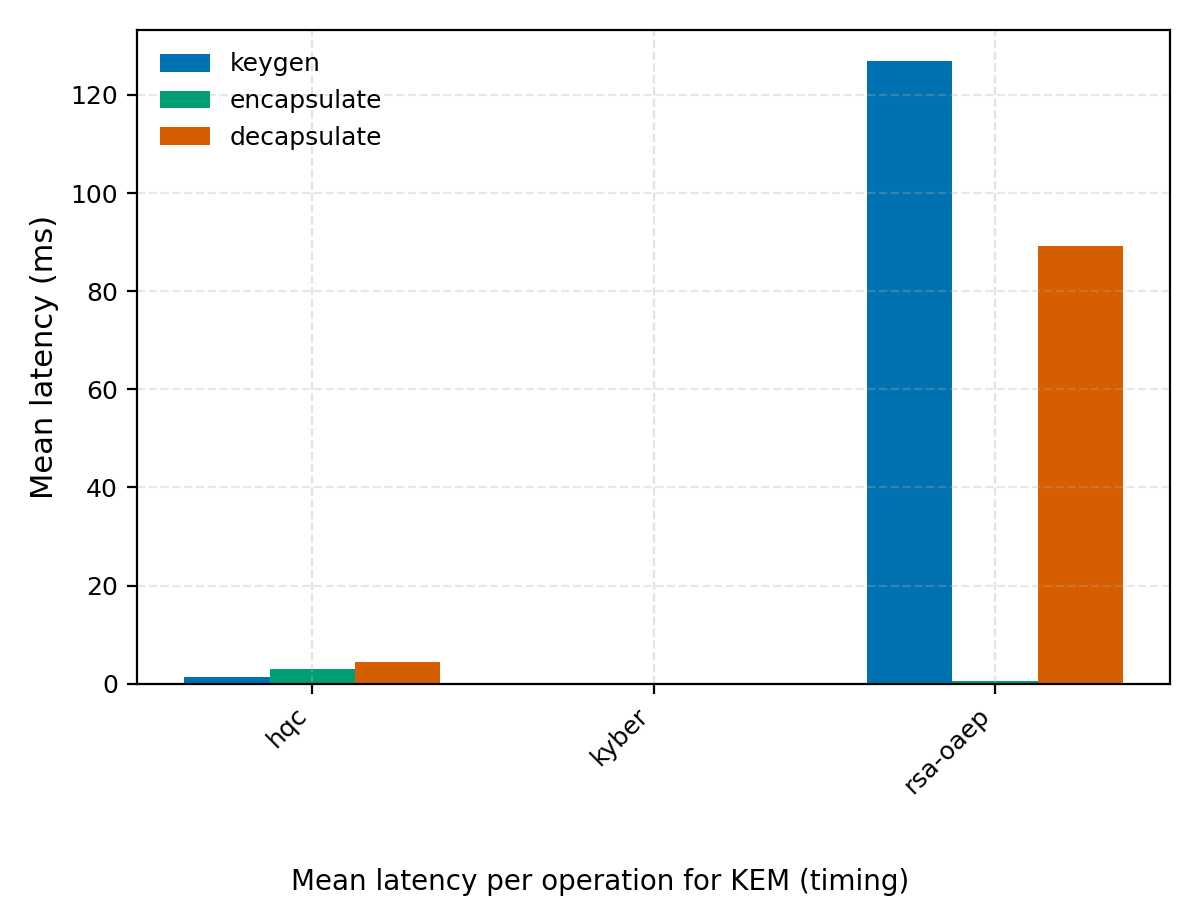 keygen
encapsulate
decapsulate
Mean latency (ms)
120
100
80
60
40
20
0
hqc
kyber
rsa-oaep
Mean latency per operation for KEM (timing)